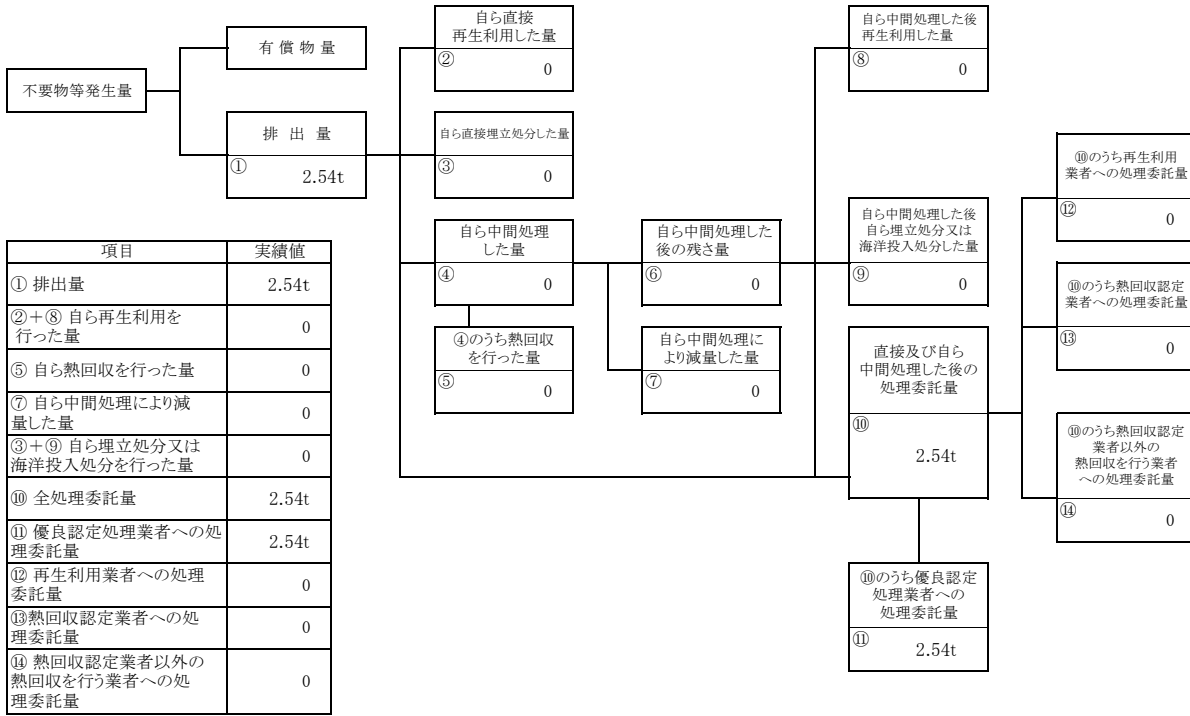 不要物等発生量
有 償 物 量
排 出 量
①
2.54t
自ら直接
再生利用した量
②
0
自ら直接埋立処分した量
③
0
自ら中間処理
した量
④
0
④のうち熱回収
を行った量
⑤
0
自ら中間処理した
後の残さ量
⑥
0
自ら中間処理に
より減量した量
⑦
0
自ら中間処理した後
再生利用した量
⑧
0
自ら中間処理した後
自ら埋立処分又は
海洋投入処分した量
⑨
0
直接及び自ら
中間処理した後の
処理委託量
⑩
2.54t
⑩のうち優良認定
処理業者への
処理委託量
⑪
2.54t
⑩のうち再生利用
業者への処理委託量
⑫
0
⑩のうち熱回収認定
業者への処理委託量
⑬
0
⑩のうち熱回収認定
業者以外の
熱回収を行う業者
への処理委託量
⑭
0
項目 実績値
① 排出量 2.54t
②+⑧ 自ら再生利用を
行った量 0
⑤ 自ら熱回収を行った量 0
⑦ 自ら中間処理により減
量した量 0
③+⑨ 自ら埋立処分又は
海洋投入処分を行った量 0
⑩ 全処理委託量 2.54t
⑪ 優良認定処理業者への処
理委託量 2.54t
⑫ 再生利用業者への処理
委託量 0
⑬熱回収認定業者への処
理委託量 0
⑭ 熱回収認定業者以外の
熱回収を行う業者への処
理委託量 0